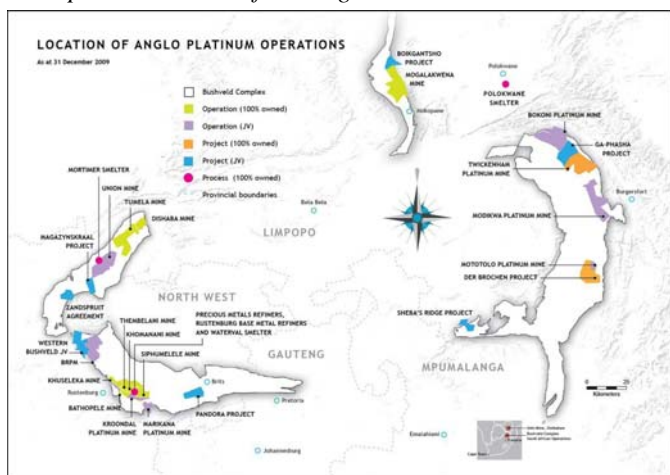 LOCATION OF ANGLO PLATINUM OPERATIONS
As at 31 December 2009
Bushveld Complex
Operation (100% owned)
Operation (JV)
Project (100% owned)
Project (JV)
Process (100% owned)
Provincial boundaries
BOIKGANTSHO
PROJECT
MOGALAKWENA
MINE
Mokopane
Polokwane
POLOKWANE
SMELTER
BOKONI PLATINUM MINE
GA-PHASHA
PROJECT
TWICKENHAM
PLATINUM MINE
Burgersfort
MODIKWA PLATINUM MINE
MOTOTOLO PLATINUM MINE
DER BROCHEN PROJECT
SHEBA'S RIDGE PROJECT
MPUMALANGA
MORTIMER SMELTER
UNION MINE
TUMELA MINE
DISHABA MINE
MAGAZYNSKRAAL
PROJECT
Bela Bela
LIMPOPO
NORTH WEST
ZANDSPRUIT
AGREEMENT
THEMBELANI MINE
KHOMANANI MINE
PRECIOUS METALS REFINERS,
RUSTENBURG BASE METAL REFINERS
AND WATERVAL SMELTER
SIPHUMELELE MINE
WESTERN
BUSHVELD JV
BRPM
GAUTENG
KHUSELEKA MINE
Rustenburg
BATHOPELE MINE
KROONDAL
PLATINUM MINE
MARIKANA
PLATINUM MINE
Brits
PANDORA PROJECT
Pretoria
Johannesburg
Emalahleni
Kilometers